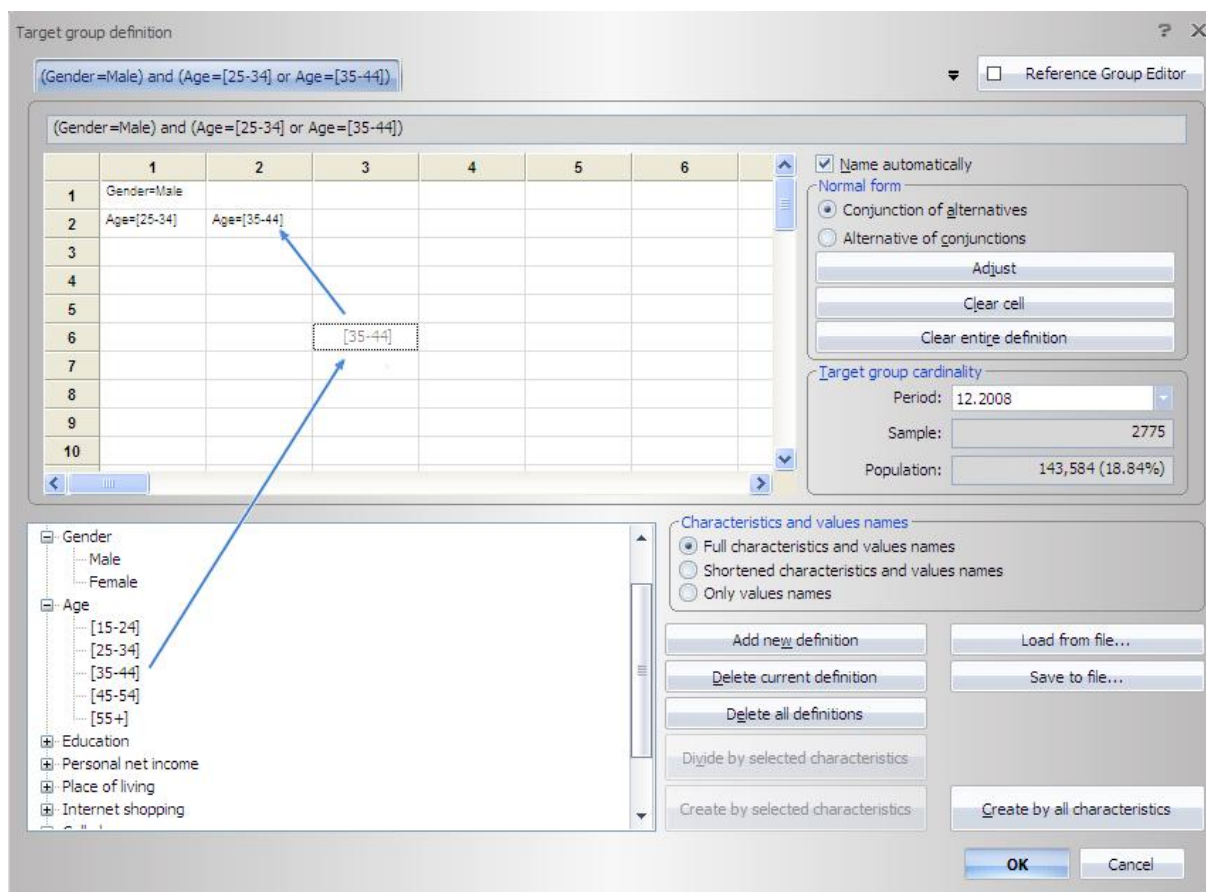 Target group definition
(Gender=Male) and (Age=[25-34] or Age=[35-44])
Reference Group Editor
(Gender=Male) and (Age=[25-34] or Age=[35-44])
1 2 3 4 5 6
1 Gender=Male
2 Age=[25-34] Age=[35-44]
3
4
5
6 [35-44]
7
8
9
10
Name automatically
Normal form
Conjunction of alternatives
Alternative of conjunctions
Adjust
Clear cell
Clear entire definition
Target group cardinality
Period: 12.2008
Sample: 2775
Population: 143,584 (18.84%)
Gender
Male
Female
Age
[15-24]
[25-34]
[35-44]
[45-54]
[55+]
Education
Personal net income
Place of living
Internet shopping
Characteristics and values names
Full characteristics and values names
Shortened characteristics and values names
Only values names
Add new definition
Load from file...
Delete current definition
Save to file...
Delete all definitions
Divide by selected characteristics
Create by selected characteristics
Create by all characteristics
OK
Cancel